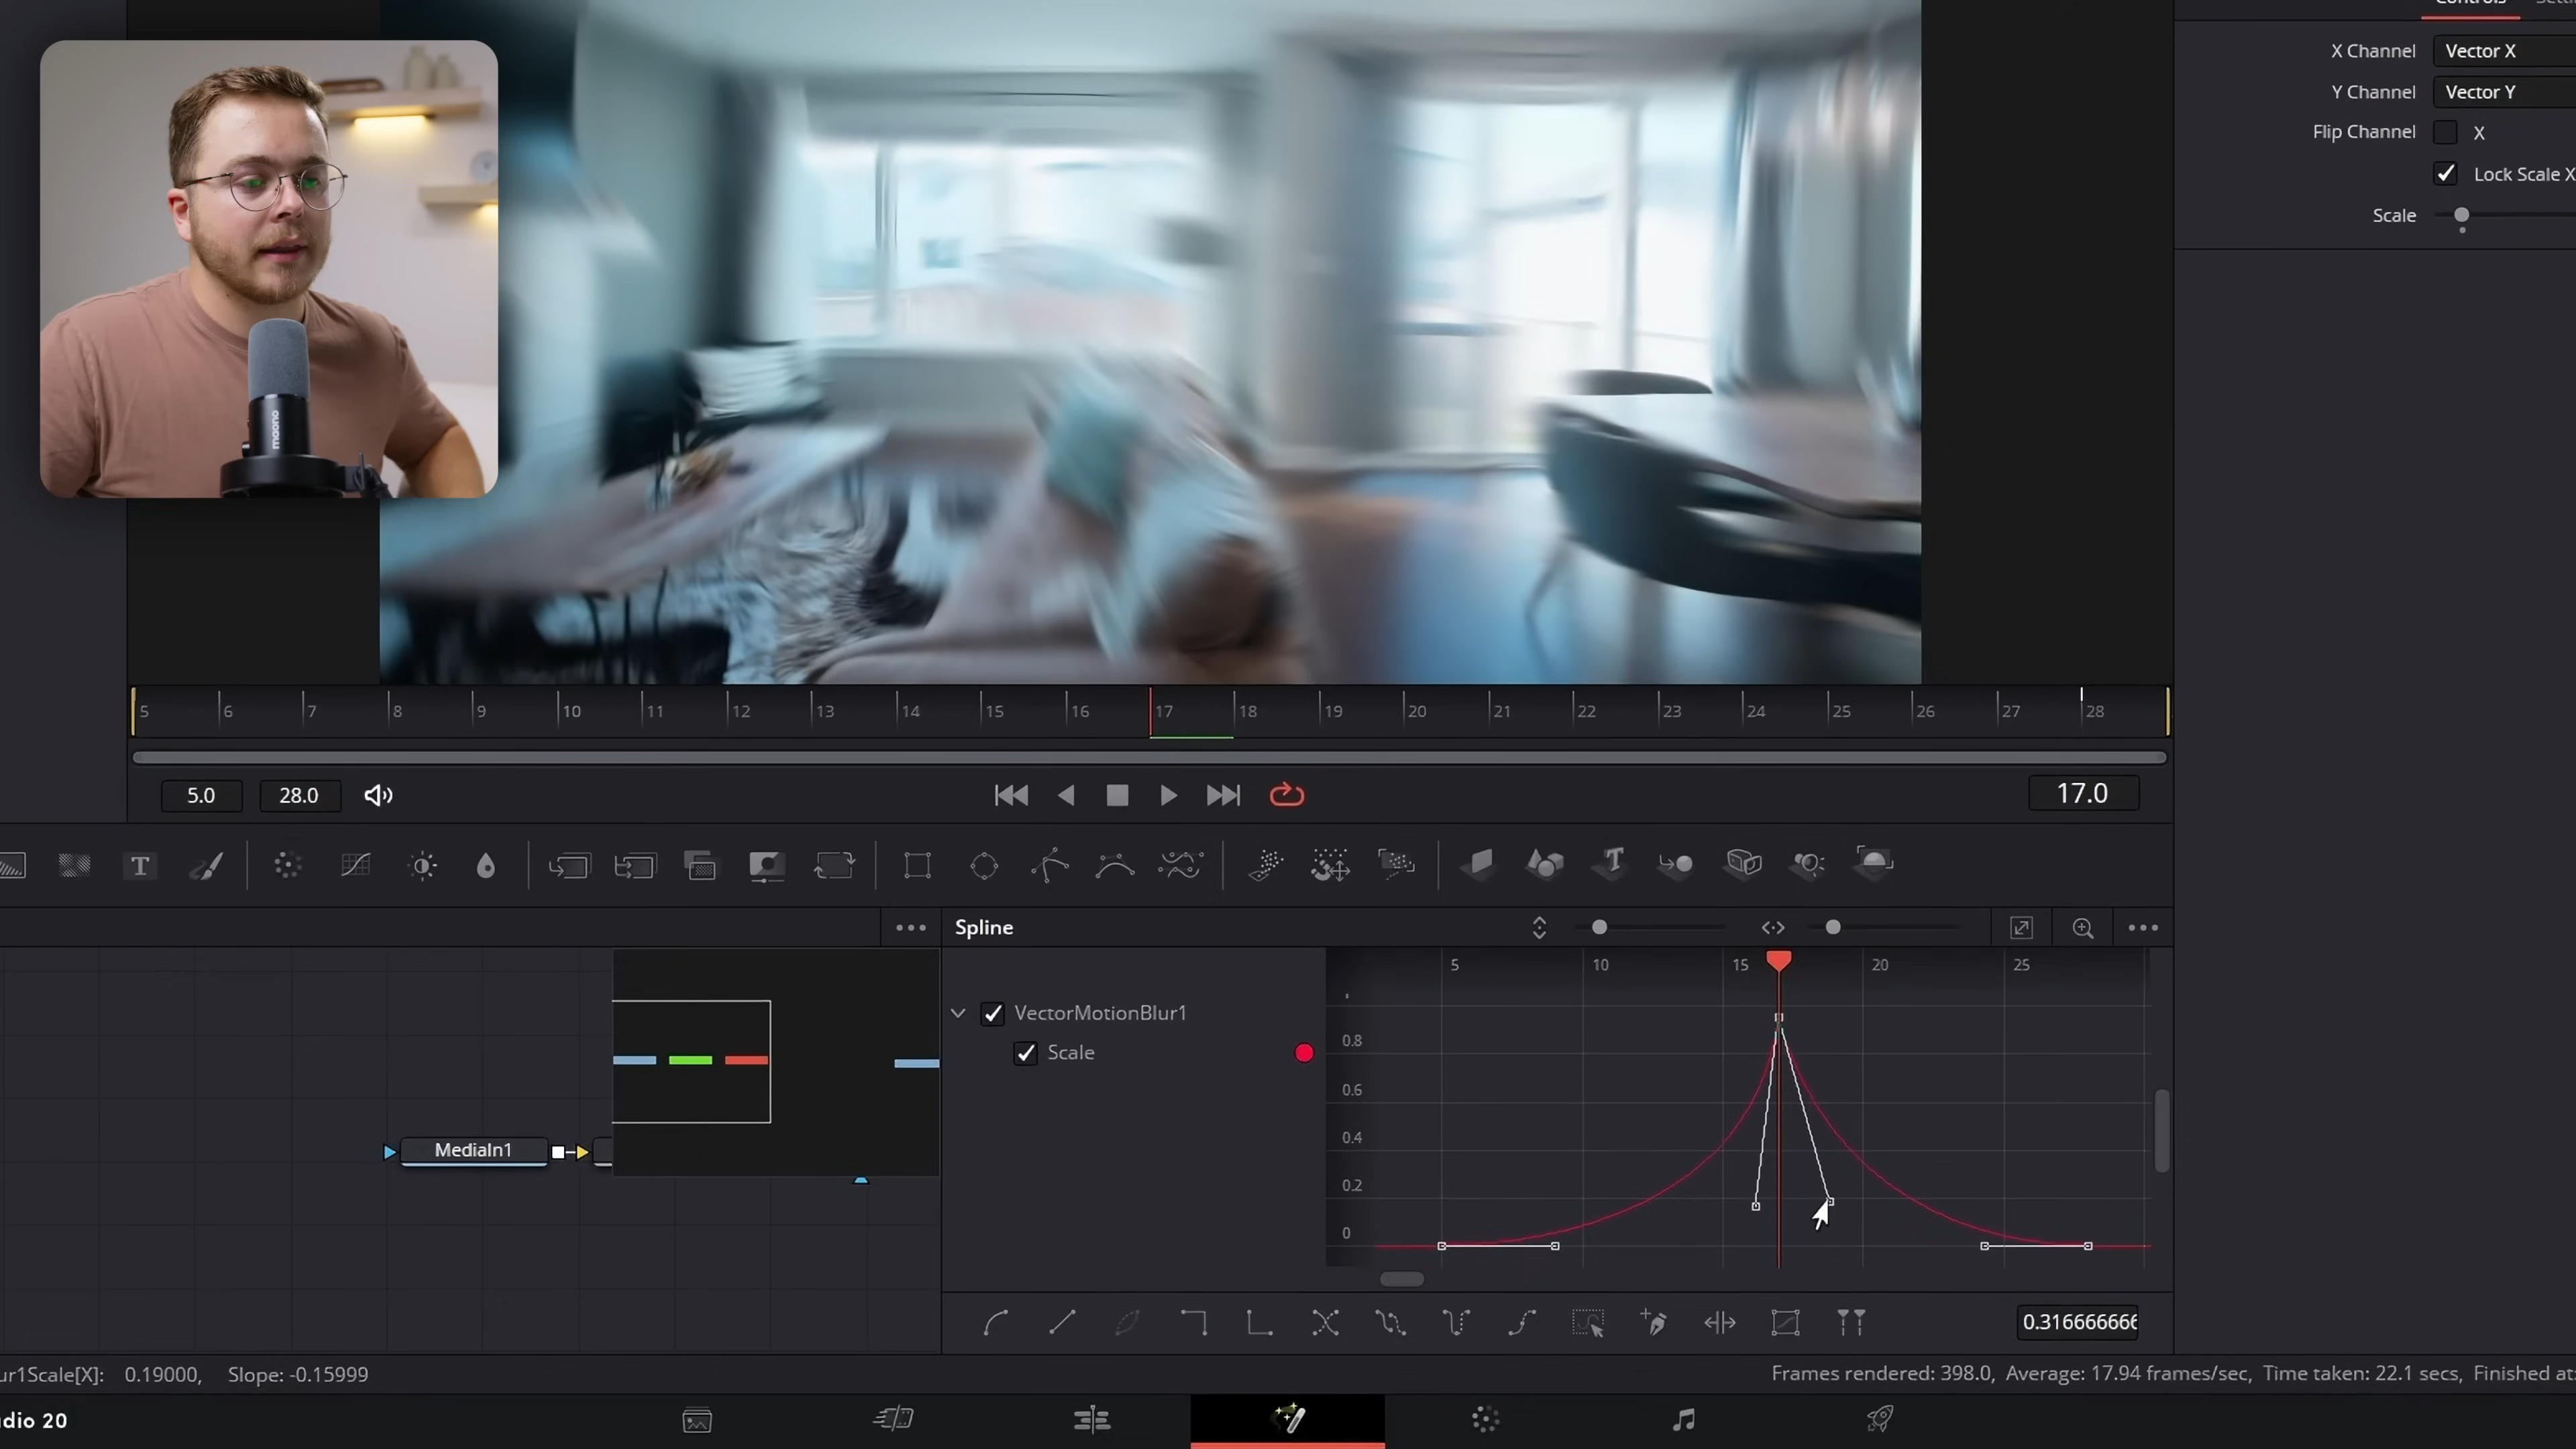 Controls
X Channel
Vector X
Y Channel
Vector Y
Flip Channel
X
Lock Scale X
Scale
maono
5 6 7 8 9 10 11 12 13 14 15 16 17 18 19 20 21 22 23 24 25 26 27 28
5.0
28.0
17.0
T
T
Spline
5 10 15 20 25
VectorMotionBlur1
Scale
0.8
0.6
0.4
0.2
0
MediaIn1
0.316666666
ur1Scale[X]: 0.19000, Slope: -0.15999
Frames rendered: 398.0, Average: 17.94 frames/sec, Time taken: 22.1 secs, Finished at:
dio 20